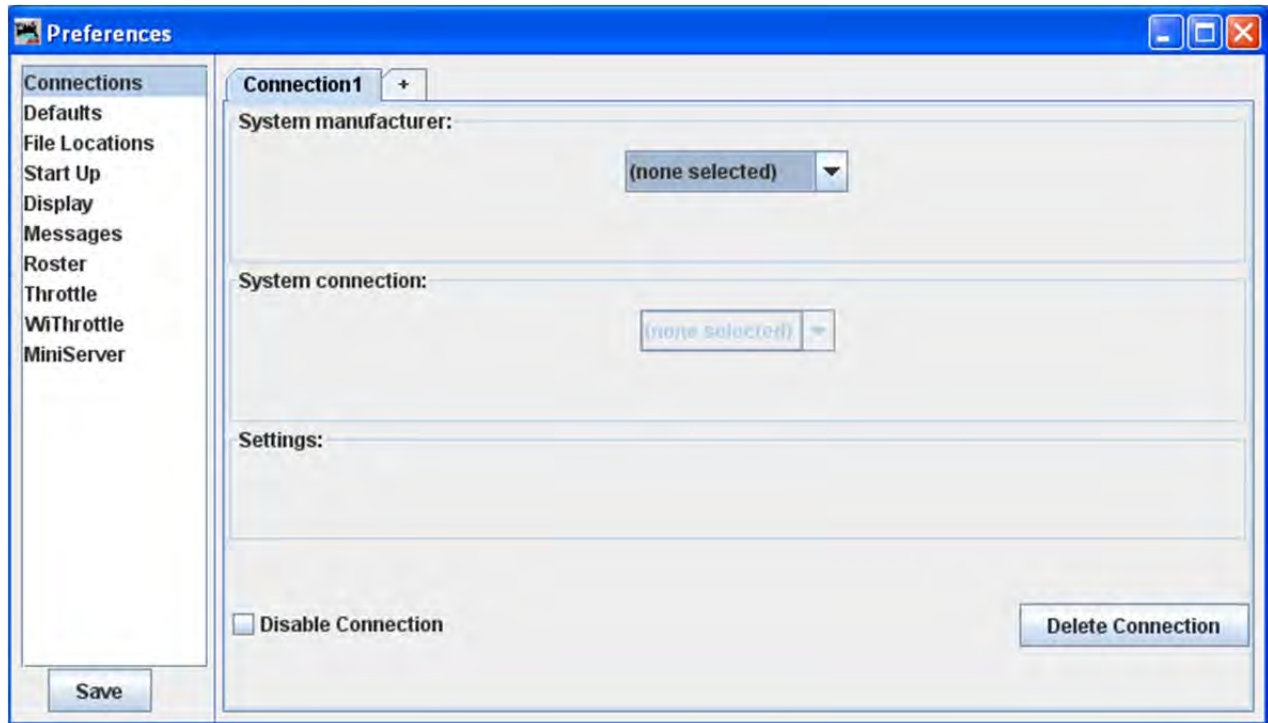 Preferences
Connections
Defaults
File Locations
Start Up
Display
Messages
Roster
Throttle
WiThrottle
MiniServer
Save
Connection1 +
System manufacturer:
(none selected)
System connection:
(none selected)
Settings:
Disable Connection
Delete Connection